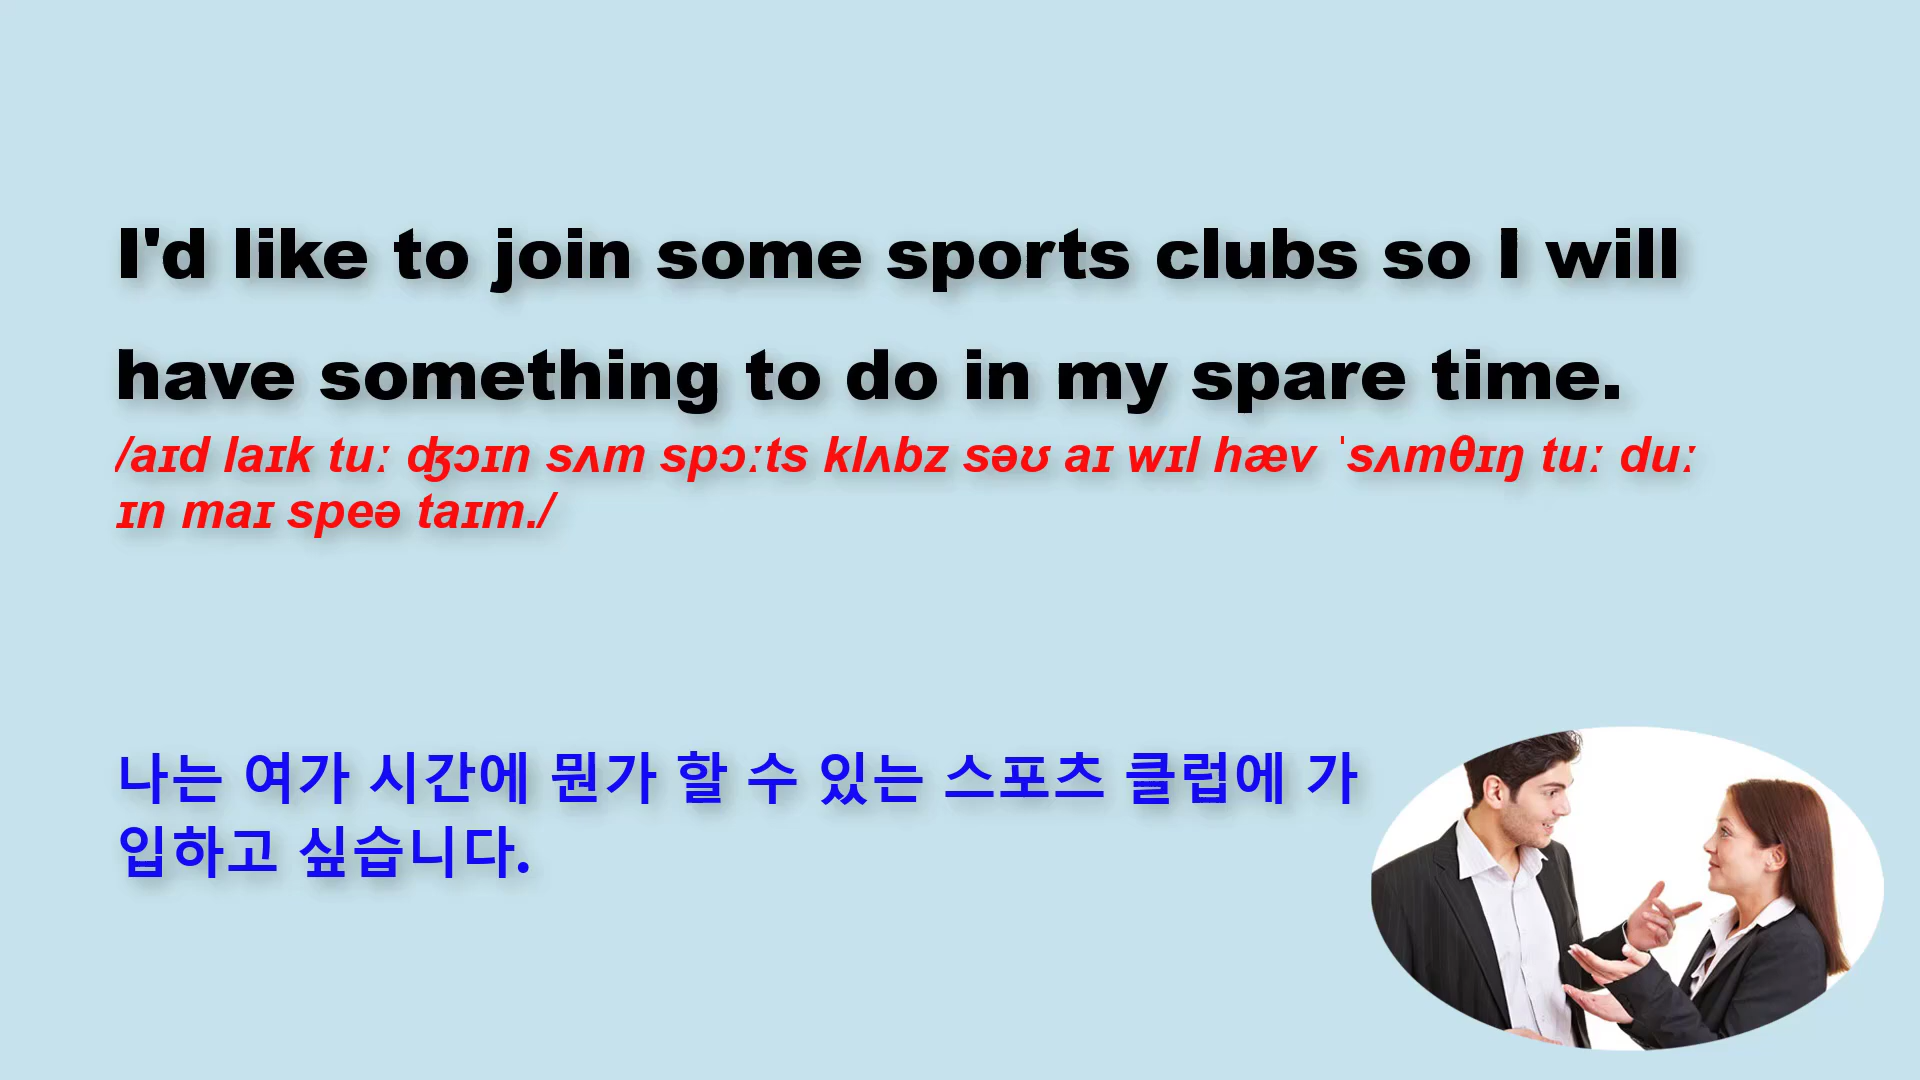 I'd like to join some sports clubs so I will
have something to do in my spare time.
/aɪd laɪk tuː ʤɔɪn sʌm spɔːts klʌbz səʊ aɪ wɪl hæv ˈsʌmθɪŋ tuː duː
ɪn maɪ speə taɪm./
나는 여가 시간에 뭔가 할 수 있는 스포츠 클럽에 가
입하고 싶습니다.